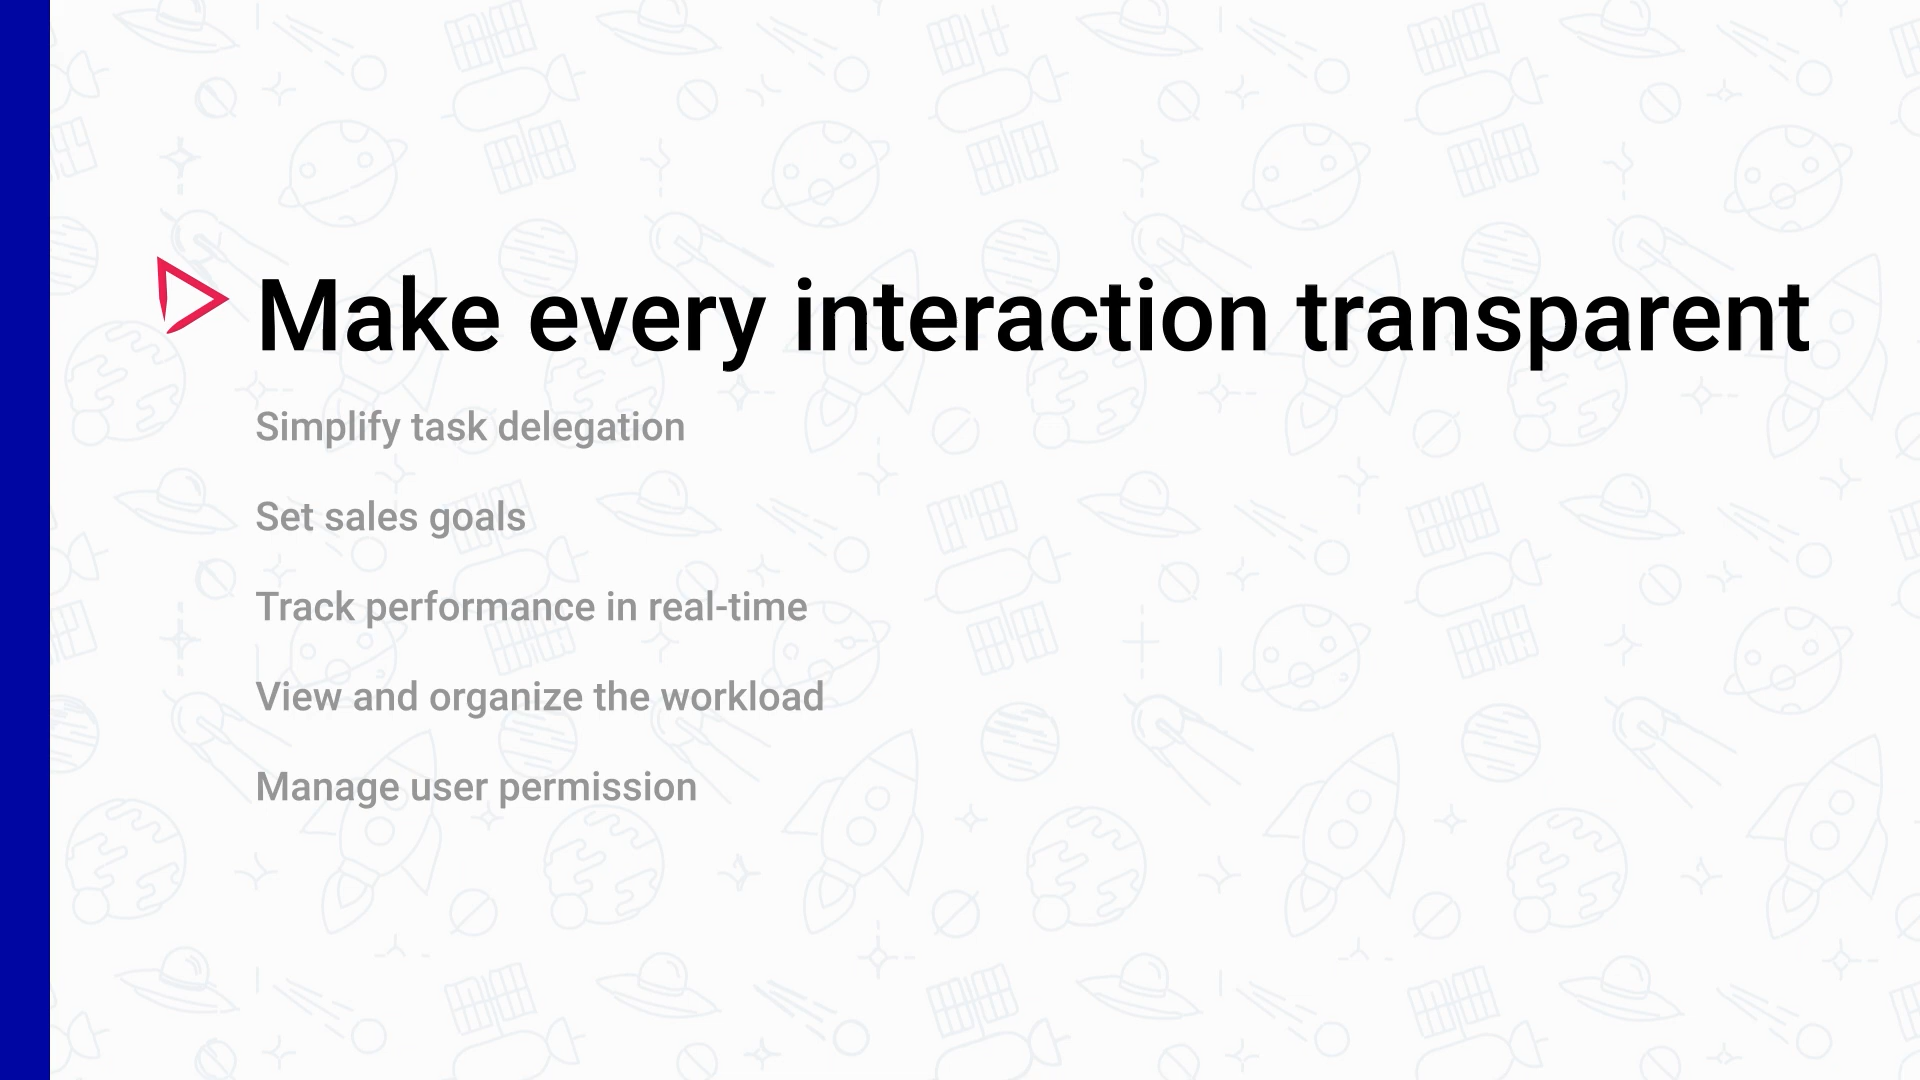 Make every interaction transparent
Simplify task delegation
Set sales goals
Track performance in real-time
View and organize the workload
Manage user permission